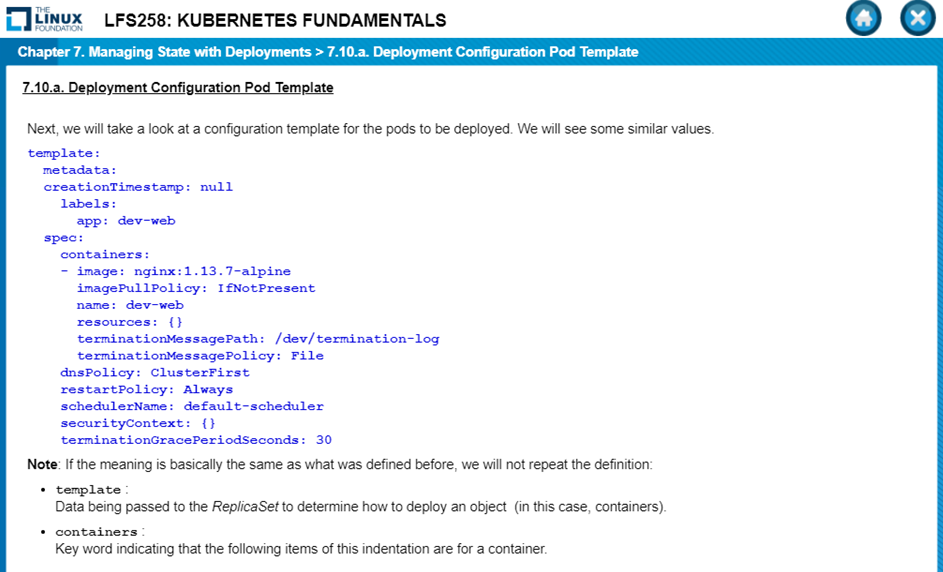 THE
LINUX
FOUNDATION
LFS258: KUBERNETES FUNDAMENTALS
Chapter 7. Managing State with Deployments > 7.10.a. Deployment Configuration Pod Template
7.10.a. Deployment Configuration Pod Template
Next, we will take a look at a configuration template for the pods to be deployed. We will see some similar values.
template:
  metadata:
  creationTimestamp: null
    labels:
      app: dev-web
  spec:
    containers:
    - image: nginx:1.13.7-alpine
      imagePullPolicy: IfNotPresent
      name: dev-web
      resources: {}
      terminationMessagePath: /dev/termination-log
      terminationMessagePolicy: File
    dnsPolicy: ClusterFirst
    restartPolicy: Always
    schedulerName: default-scheduler
    securityContext: {}
    terminationGracePeriodSeconds: 30
Note: If the meaning is basically the same as what was defined before, we will not repeat the definition:
• template :
Data being passed to the ReplicaSet to determine how to deploy an object (in this case, containers).
• containers :
Key word indicating that the following items of this indentation are for a container.